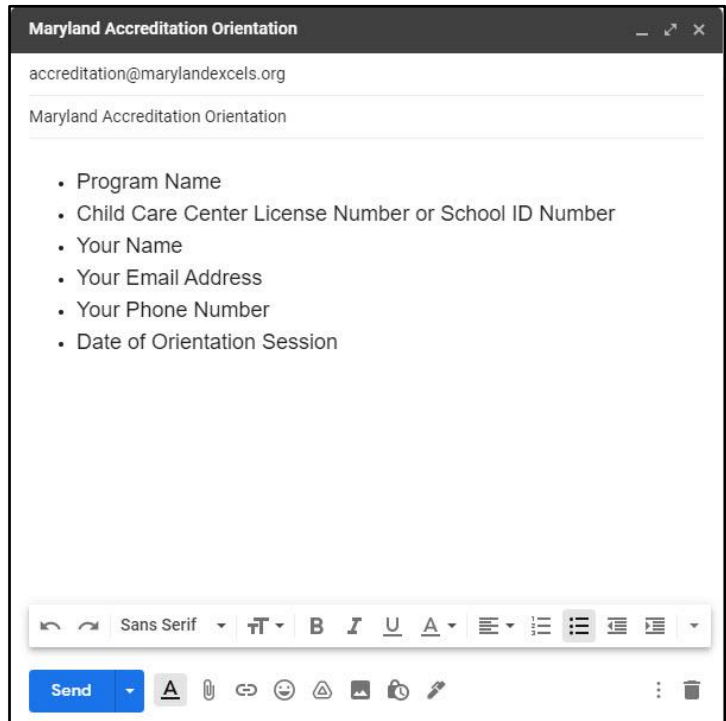 Maryland Accreditation Orientation
accreditation@marylandexcels.org
Maryland Accreditation Orientation
• Program Name
• Child Care Center License Number or School ID Number
• Your Name
• Your Email Address
• Your Phone Number
• Date of Orientation Session
Sans Serif
Send